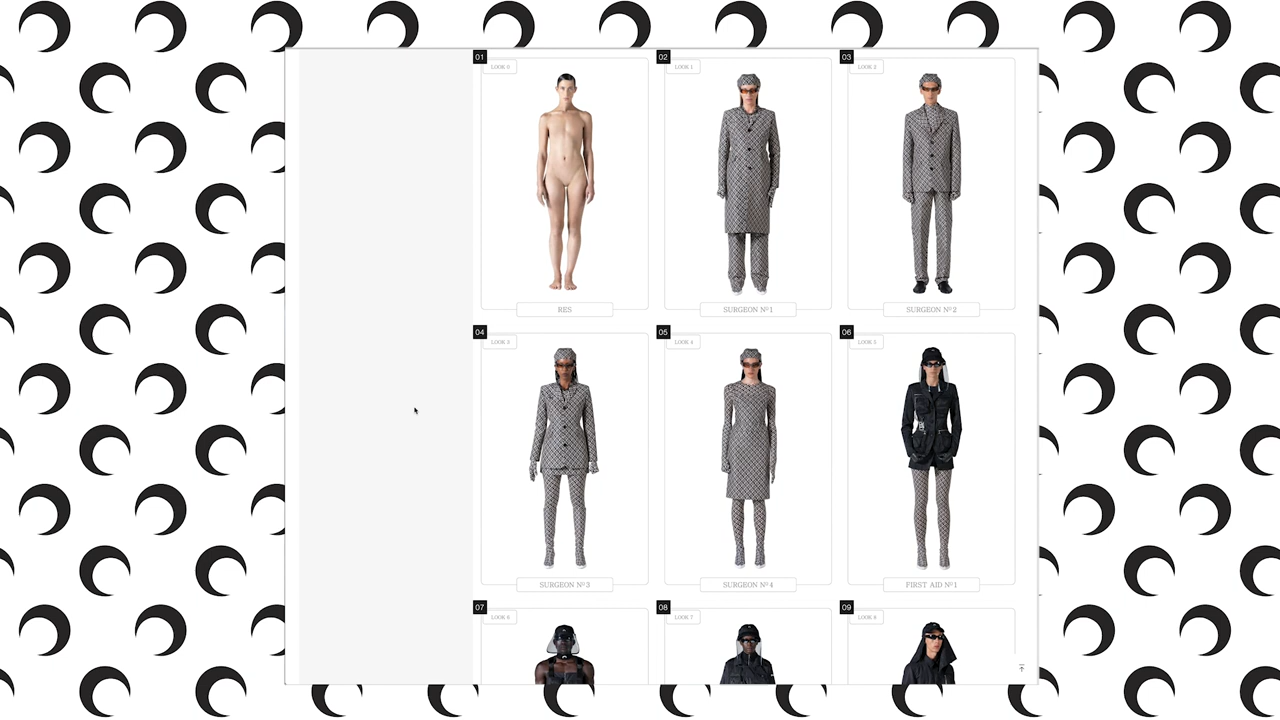 01
LOOK 0
02
LOOK 1
03
LOOK 2
RES
SURGEON Nº1
SURGEON Nº2
04
LOOK 3
05
LOOK 4
06
LOOK 5
SURGEON Nº3
SURGEON Nº4
FIRST AID Nº1
07
LOOK 6
08
LOOK 7
09
LOOK 8